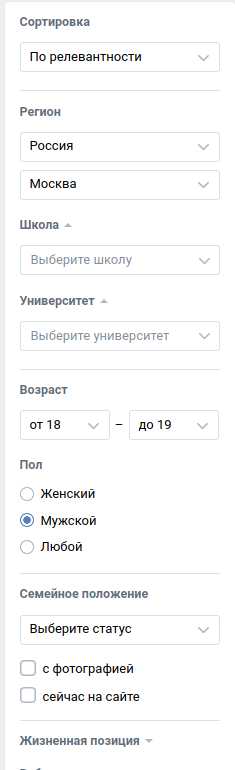 Сортировка
По релевантности
Регион
Россия
Москва
Школа
Выберите школу
Университет
Выберите университет
Возраст
от 18 – до 19
Пол
Женский
Мужской
Любой
Семейное положение
Выберите статус
с фотографией
сейчас на сайте
Жизненная позиция